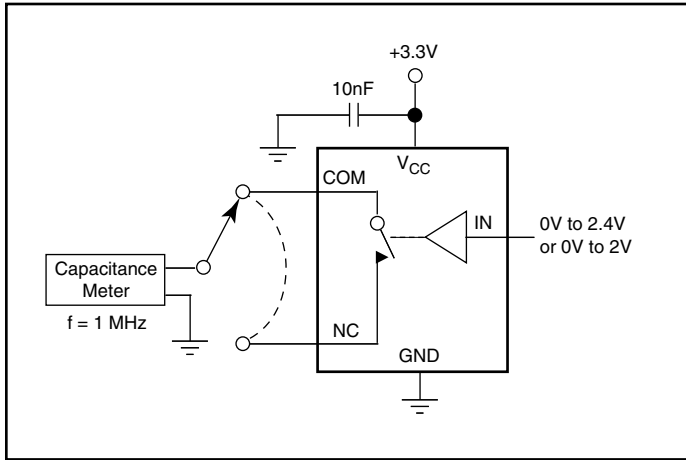 +3.3V
10nF
VCC
COM
IN
0V to 2.4V
or 0V to 2V
Capacitance
Meter
f = 1 MHz
NC
GND